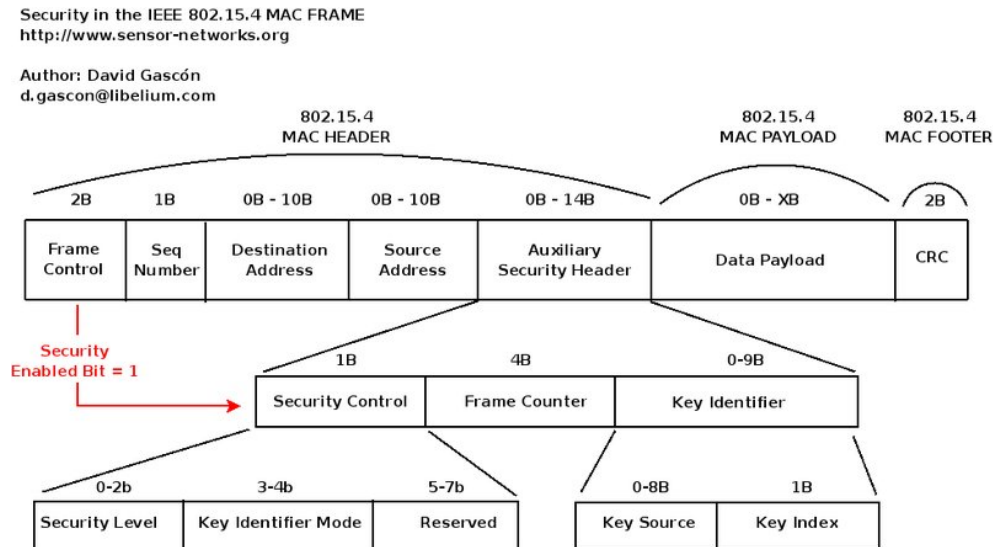 Security in the IEEE 802.15.4 MAC FRAME
http://www.sensor-networks.org
Author: David Gascón
d.gascon@libelium.com
802.15.4
MAC HEADER
802.15.4
MAC PAYLOAD
802.15.4
MAC FOOTER
2B 1B 0B - 10B 0B - 10B 0B - 14B 0B - XB 2B
Frame
Control
Seq
Number
Destination
Address
Source
Address
Auxiliary
Security Header
Data Payload
CRC
Security
Enabled Bit = 1
1B 4B 0-9B
Security Control Frame Counter Key Identifier
0-2b 3-4b 5-7b 0-8B 1B
Security Level Key Identifier Mode Reserved Key Source Key Index